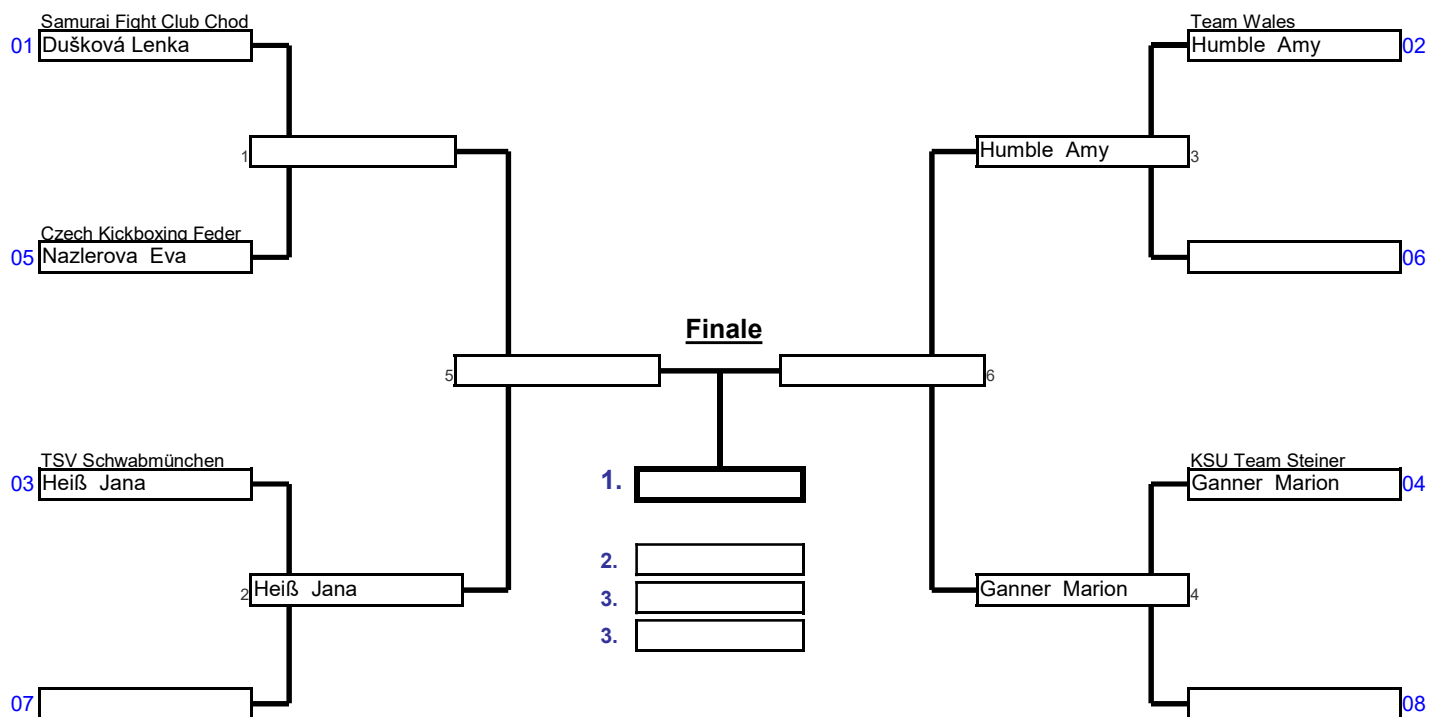 Samurai Fight Club Chod
01 Dušková Lenka
Team Wales
Humble Amy 02
1
Humble Amy 3
Czech Kickboxing Feder
05 Nazlerova Eva
06
Finale
5
6
TSV Schwabmünchen
03 Heiß Jana
1.
KSU Team Steiner
Ganner Marion 04
2.
2 Heiß Jana
3.
Ganner Marion 4
3.
07
08